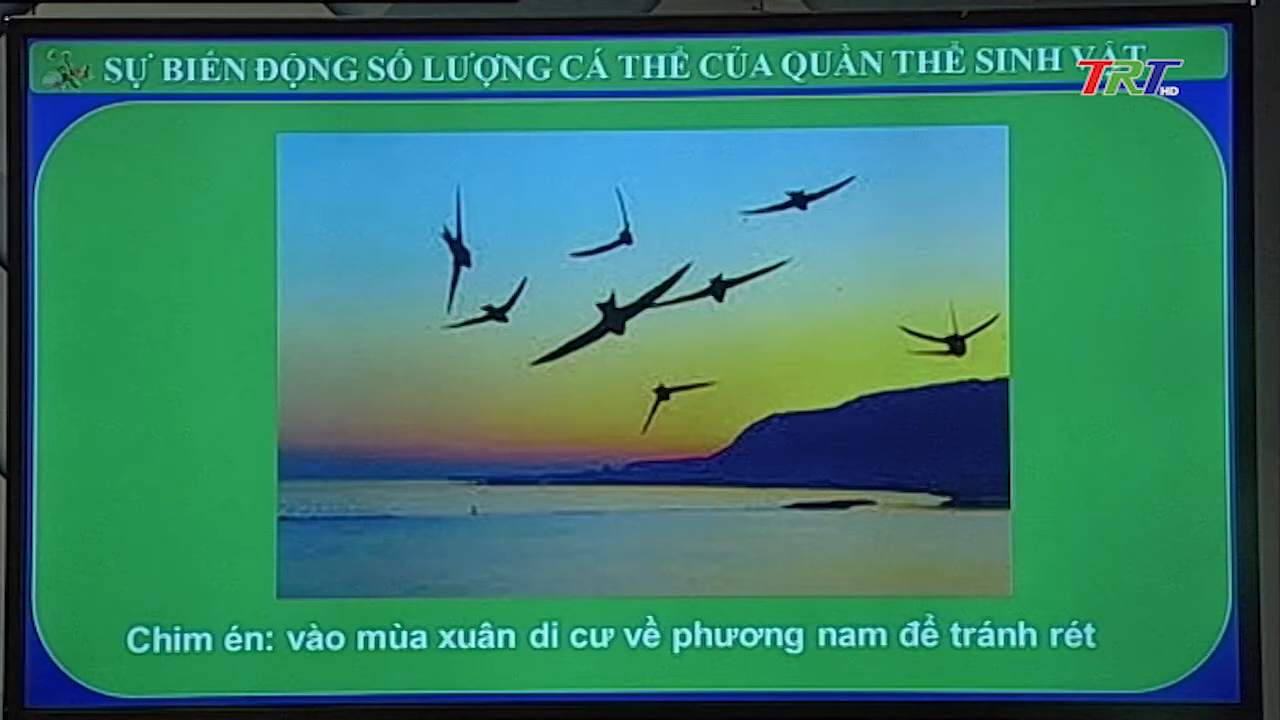 SỰ BIẾN ĐỘNG SỐ LƯỢNG CÁ THỂ CỦA QUẦN THỂ SINH VẬT
TRT HD
Chim én: vào mùa xuân di cư về phương nam để tránh rét